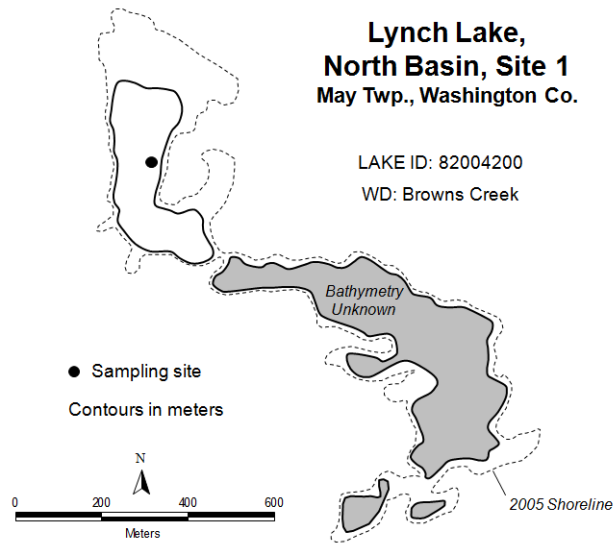 Lynch Lake,
North Basin, Site 1
May Twp., Washington Co.
LAKE ID: 82004200
WD: Browns Creek
Bathymetry
Unknown
Sampling site
Contours in meters
N
0 200 400 600
Meters
2005 Shoreline